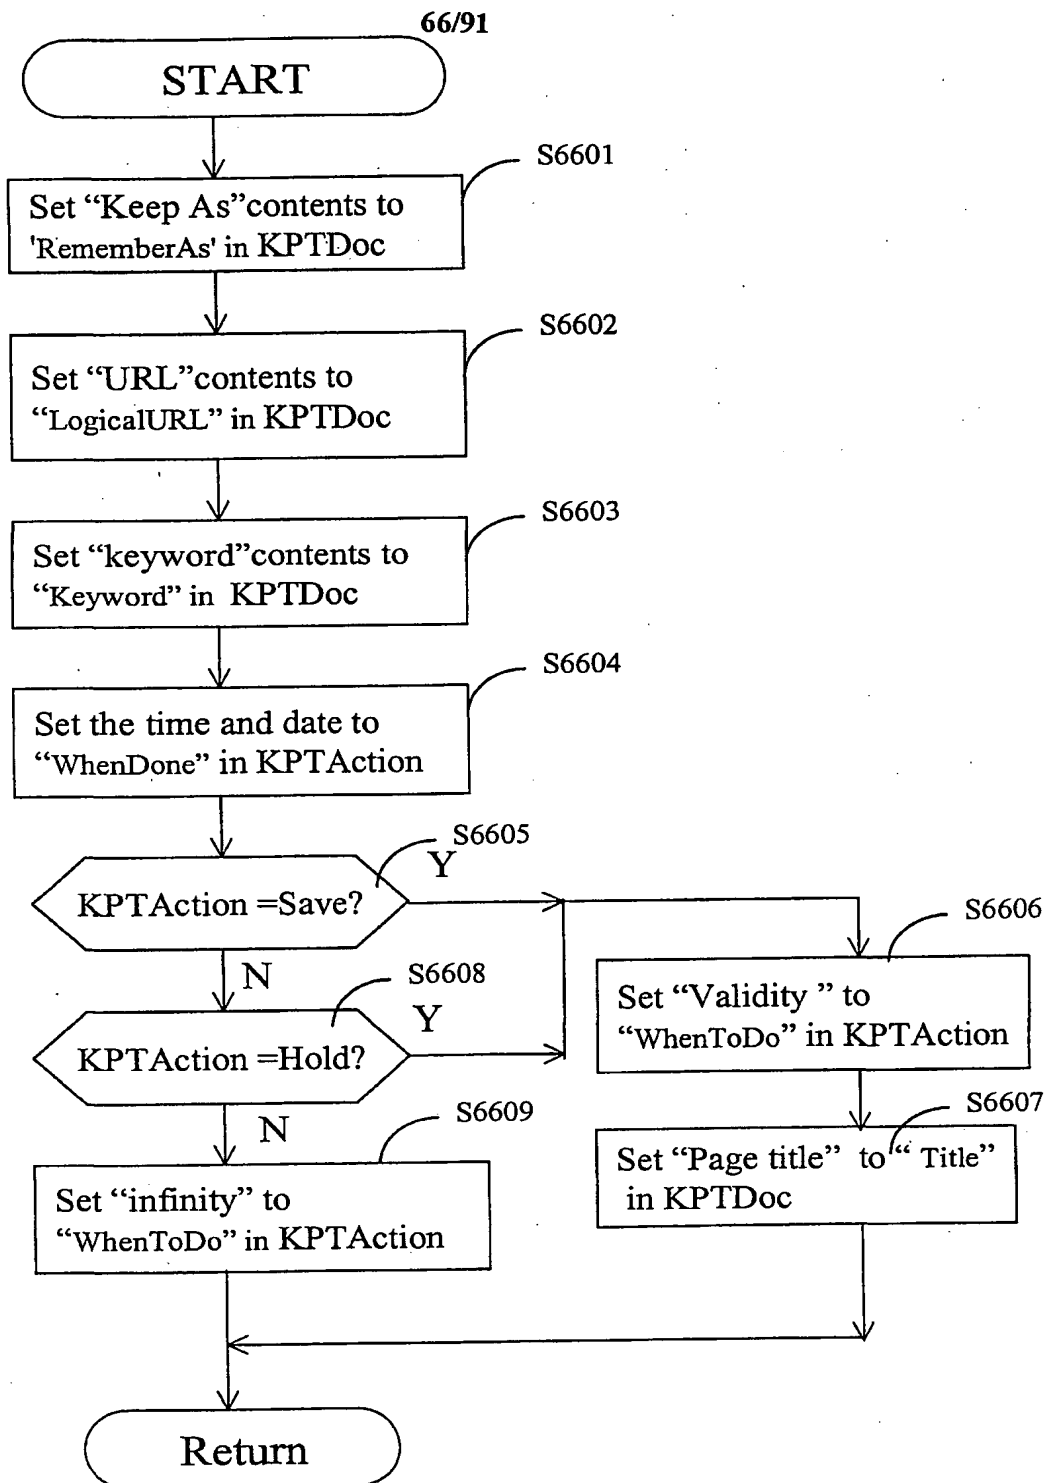 66/91
START
S6601
Set “Keep As”contents to
'RememberAs' in KPTDoc
S6602
Set “URL”contents to
“LogicalURL” in KPTDoc
S6603
Set “keyword”contents to
“Keyword” in KPTDoc
S6604
Set the time and date to
“WhenDone” in KPTAction
S6605
KPTAction =Save?
Y
N
S6606
Set “Validity ” to
“WhenToDo” in KPTAction
S6608
KPTAction =Hold?
Y
N
S6607
Set “Page title” to “ Title”
in KPTDoc
S6609
Set “infinity” to
“WhenToDo” in KPTAction
Return